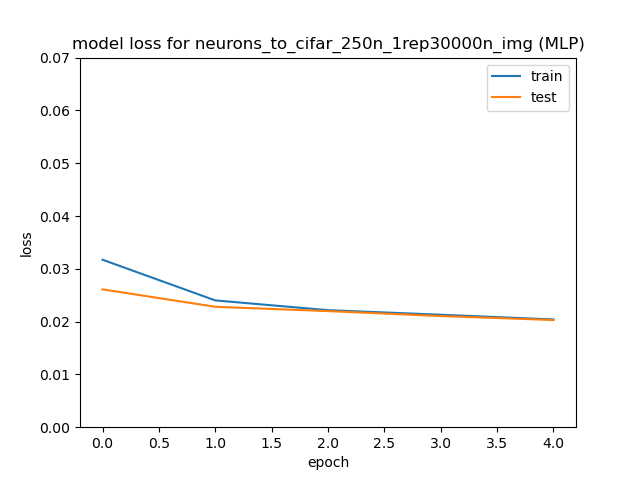 model loss for neurons_to_cifar_250n_1rep30000n_img (MLP)
0.07
0.06
0.05
0.04
0.03
0.02
0.01
0.00
loss
train
test
0.0 0.5 1.0 1.5 2.0 2.5 3.0 3.5 4.0
epoch